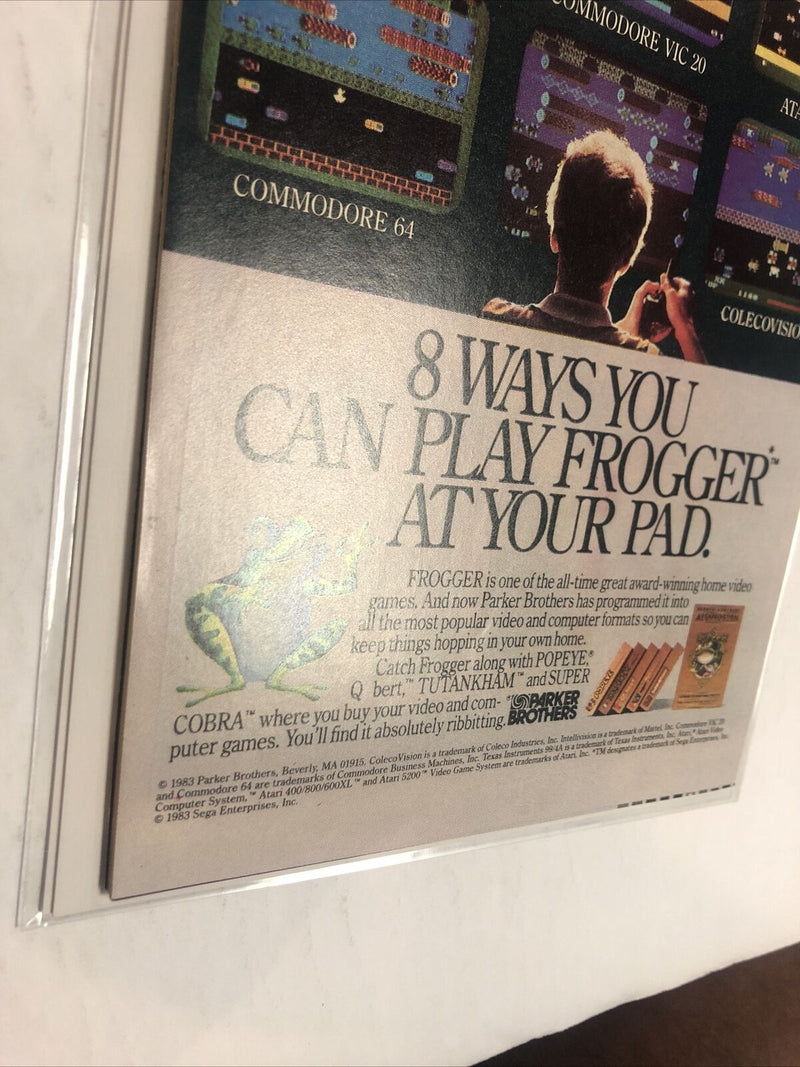 COMMODORE VIC 20
COMMODORE 64
COLECOVISIO
8 WAYS YOU
CAN PLAY FROGGER*™
AT YOUR PAD.
FROGGER is one of the all-time great award-winning home video
games. And now Parker Brothers has programmed it into
all the most popular video and computer formats so you can
keep things hopping in your own home.
Catch Frogger along with POPEYE,®
Q bert,™ TUTANKHAM™ and SUPER
COBRA™ where you buy your video and com-
puter games. You'll find it absolutely ribbitting.
PARKER
BROTHERS
© 1983 Parker Brothers, Beverly, MA 01915. ColecoVision is a trademark of Coleco Industries, Inc. Intellivision is a trademark of Mattel, Inc. Commodore VIC 20
and Commodore 64 are trademarks of Commodore Business Machines, Inc. Texas Instruments 99/4A is a trademark of Texas Instruments, Inc. Atari,® Atari Video
Computer System,™ Atari 400/800/600XL™ and Atari 5200™ Video Game System are trademarks of Atari, Inc. *TM designates a trademark of Sega Enterprises, Inc.
© 1983 Sega Enterprises, Inc.